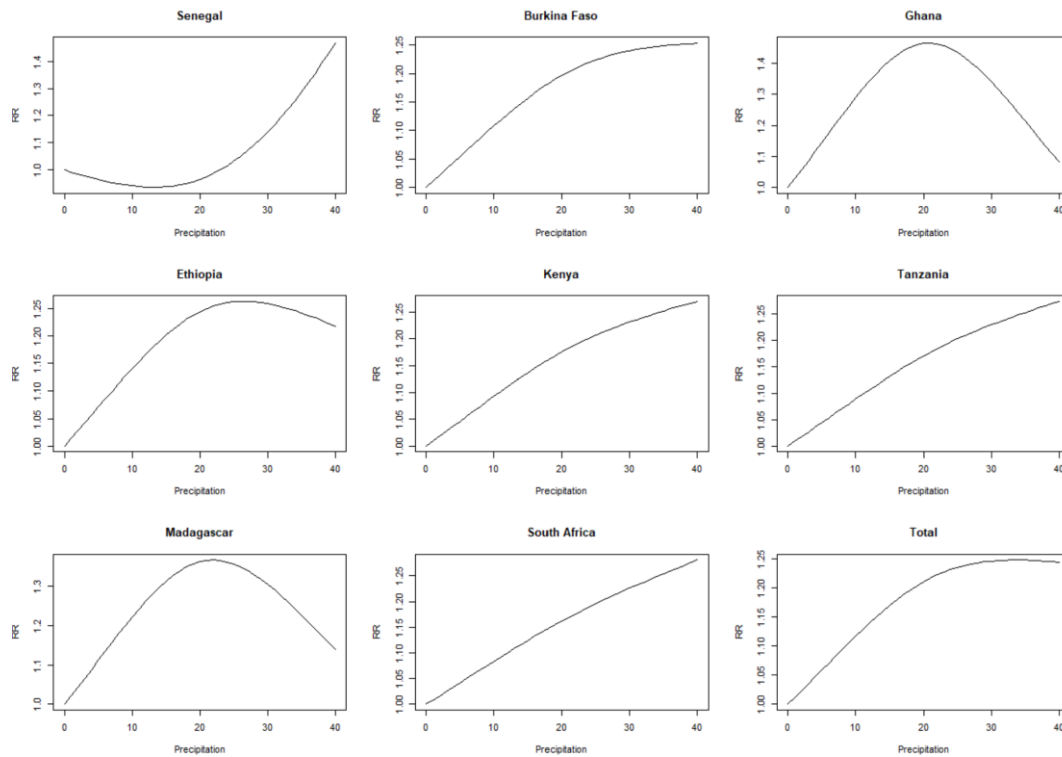 Senegal
RR
1.0 1.1 1.2 1.3 1.4
0 10 20 30 40
Precipitation
Burkina Faso
RR
1.00 1.05 1.10 1.15 1.20 1.25
0 10 20 30 40
Precipitation
Ghana
RR
1.0 1.1 1.2 1.3 1.4
0 10 20 30 40
Precipitation
Ethiopia
RR
1.00 1.05 1.10 1.15 1.20 1.25
0 10 20 30 40
Precipitation
Kenya
RR
1.00 1.05 1.10 1.15 1.20 1.25
0 10 20 30 40
Precipitation
Tanzania
RR
1.00 1.05 1.10 1.15 1.20 1.25
0 10 20 30 40
Precipitation
Madagascar
RR
1.0 1.1 1.2 1.3
0 10 20 30 40
Precipitation
South Africa
RR
1.00 1.05 1.10 1.15 1.20 1.25
0 10 20 30 40
Precipitation
Total
RR
1.00 1.05 1.10 1.15 1.20 1.25
0 10 20 30 40
Precipitation